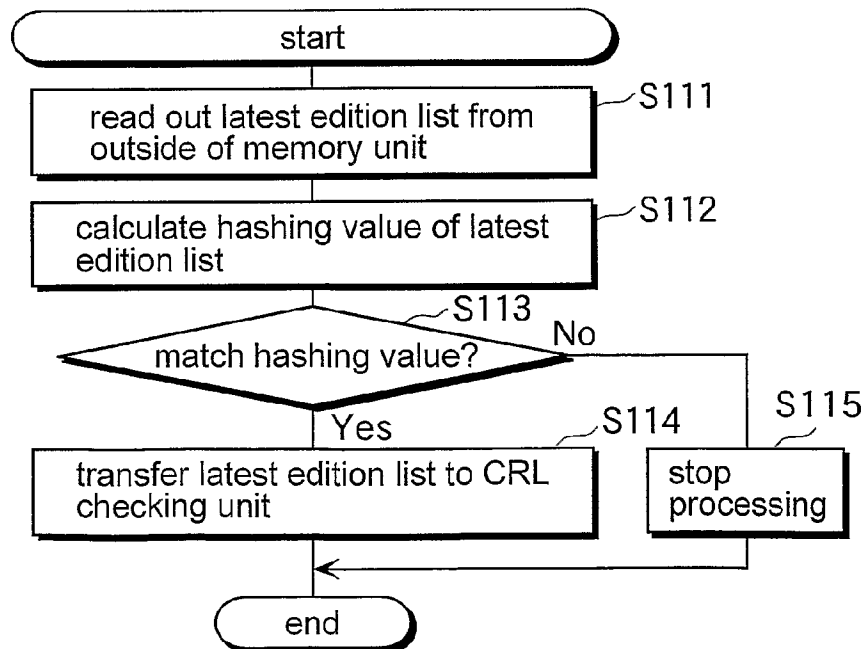 start
S111
read out latest edition list from
outside of memory unit
S112
calculate hashing value of latest
edition list
S113
match hashing value?
No
Yes
S114
transfer latest edition list to CRL
checking unit
S115
stop
processing
end